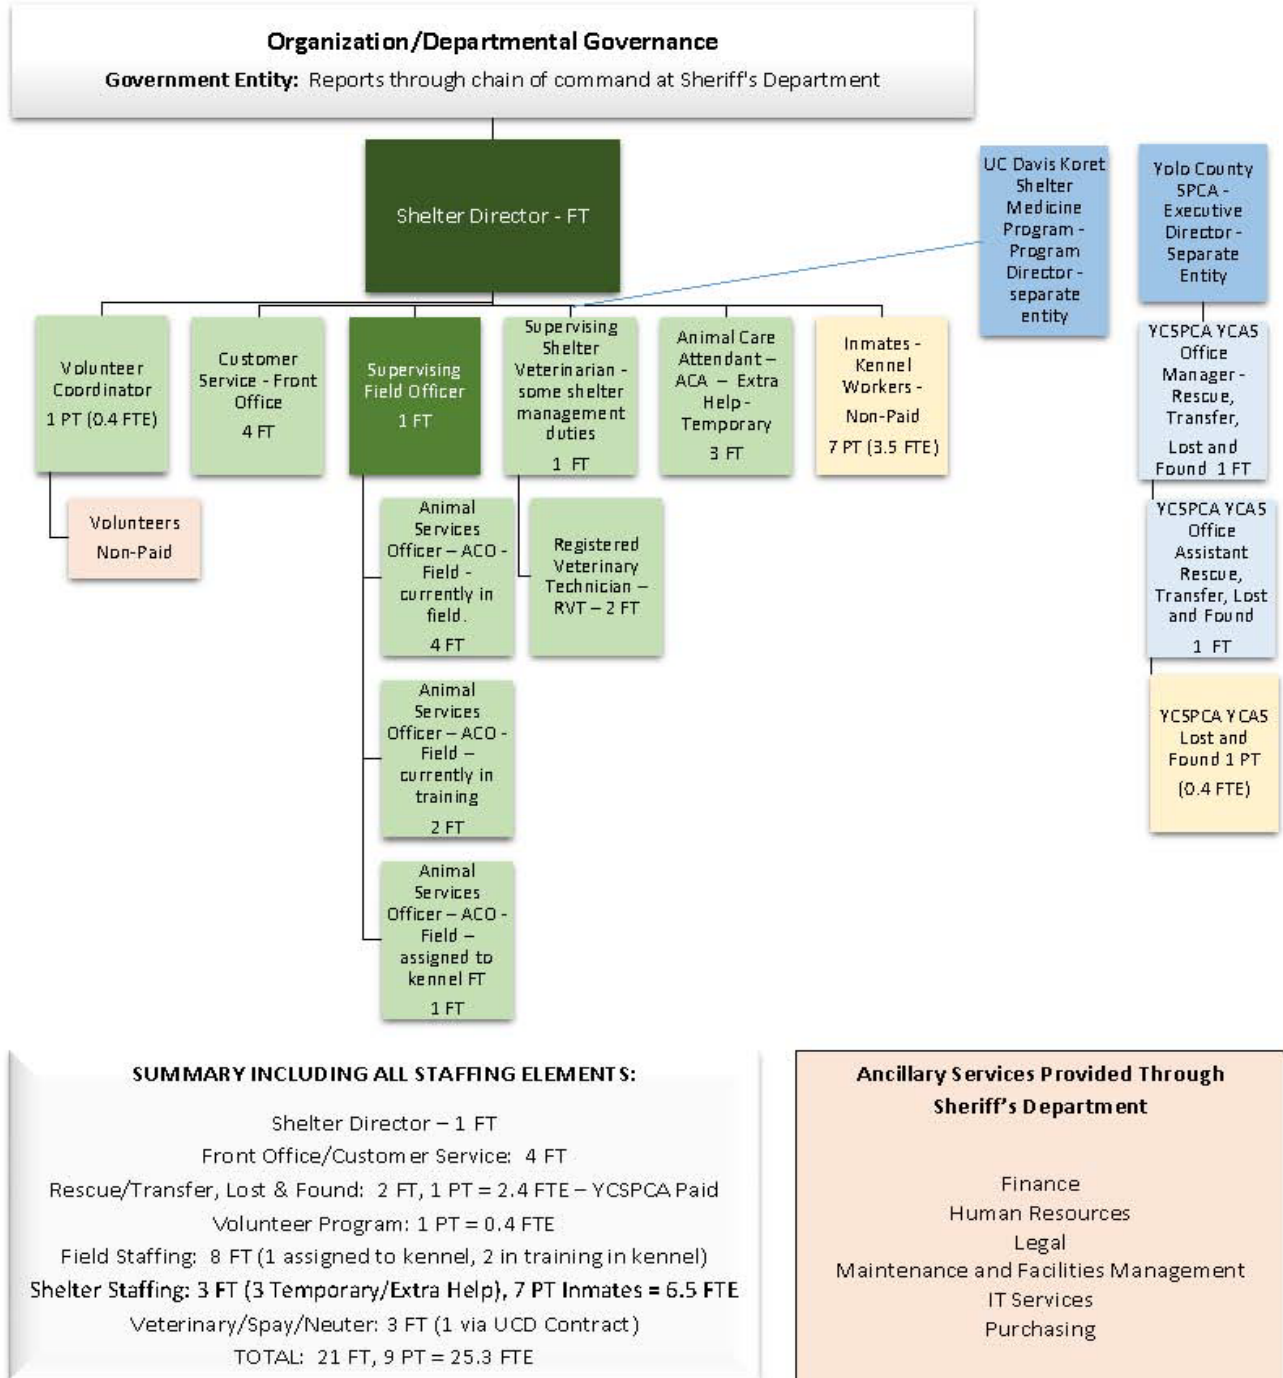 Organization/Departmental Governance
Government Entity: Reports through chain of command at Sheriff's Department
Shelter Director - FT
UC Davis Koret
Shelter
Medicine
Program -
Program
Director -
separate
entity
Yolo County
SPCA -
Executive
Director -
Separate
Entity
Volunteer
Coordinator
1 PT (0.4 FTE)
Customer
Service - Front
Office
4 FT
Supervising
Field Officer
1 FT
Supervising
Shelter
Veterinarian -
some shelter
management
duties
1 FT
Animal Care
Attendant –
ACA – Extra
Help -
Temporary
3 FT
Inmates -
Kennel
Workers -
Non-Paid
7 PT (3.5 FTE)
YCSPCA YCAS
Office
Manager -
Rescue,
Transfer,
Lost and
Found 1 FT
Volunteers
Non-Paid
Animal
Services
Officer – ACO -
Field -
currently in
field.
4 FT
Registered
Veterinary
Technician –
RVT – 2 FT
YCSPCA YCAS
Office
Assistant
Rescue,
Transfer, Lost
and Found
1 FT
Animal
Services
Officer – ACO -
Field –
currently in
training
2 FT
YCSPCA YCAS
Lost and
Found 1 PT
(0.4 FTE)
Animal
Services
Officer – ACO -
Field –
assigned to
kennel FT
1 FT
SUMMARY INCLUDING ALL STAFFING ELEMENTS:
Shelter Director – 1 FT
Front Office/Customer Service: 4 FT
Rescue/Transfer, Lost & Found: 2 FT, 1 PT = 2.4 FTE – YCSPCA Paid
Volunteer Program: 1 PT = 0.4 FTE
Field Staffing: 8 FT (1 assigned to kennel, 2 in training in kennel)
Shelter Staffing: 3 FT (3 Temporary/Extra Help), 7 PT Inmates = 6.5 FTE
Veterinary/Spay/Neuter: 3 FT (1 via UCD Contract)
TOTAL: 21 FT, 9 PT = 25.3 FTE
Ancillary Services Provided Through
Sheriff's Department
Finance
Human Resources
Legal
Maintenance and Facilities Management
IT Services
Purchasing